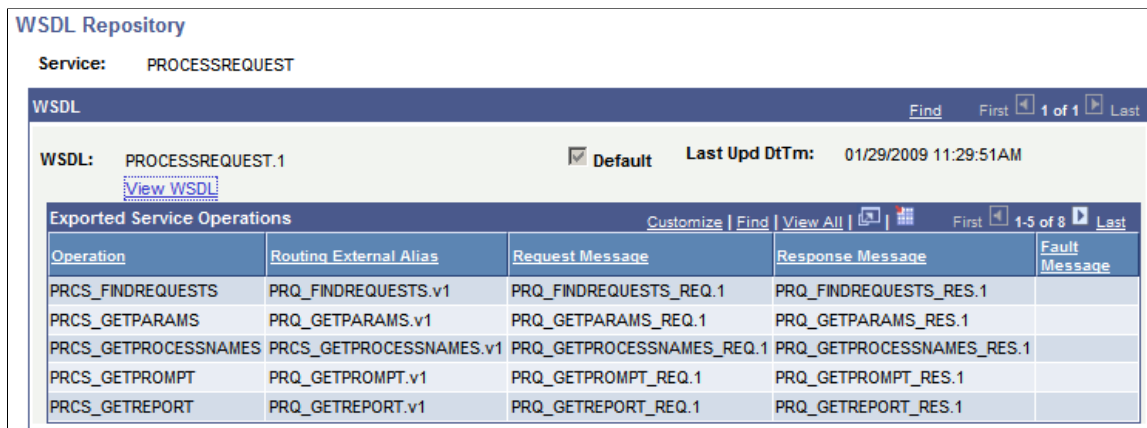 WSDL Repository
Service: PROCESSREQUEST
WSDL Find First 1 of 1 Last
WSDL: PROCESSREQUEST.1 Default Last Upd DtTm: 01/29/2009 11:29:51AM
View WSDL
Exported Service Operations Customize | Find | View All | | First 1-5 of 8 Last
Operation Routing External Alias Request Message Response Message Fault Message
PRCS_FINDREQUESTS PRQ_FINDREQUESTS.v1 PRQ_FINDREQUESTS_REQ.1 PRQ_FINDREQUESTS_RES.1
PRCS_GETPARAMS PRQ_GETPARAMS.v1 PRQ_GETPARAMS_REQ.1 PRQ_GETPARAMS_RES.1
PRCS_GETPROCESSNAMES PRCS_GETPROCESSNAMES.v1 PRQ_GETPROCESSNAMES_REQ.1 PRQ_GETPROCESSNAMES_RES.1
PRCS_GETPROMPT PRQ_GETPROMPT.v1 PRQ_GETPROMPT_REQ.1 PRQ_GETPROMPT_RES.1
PRCS_GETREPORT PRQ_GETREPORT.v1 PRQ_GETREPORT_REQ.1 PRQ_GETREPORT_RES.1